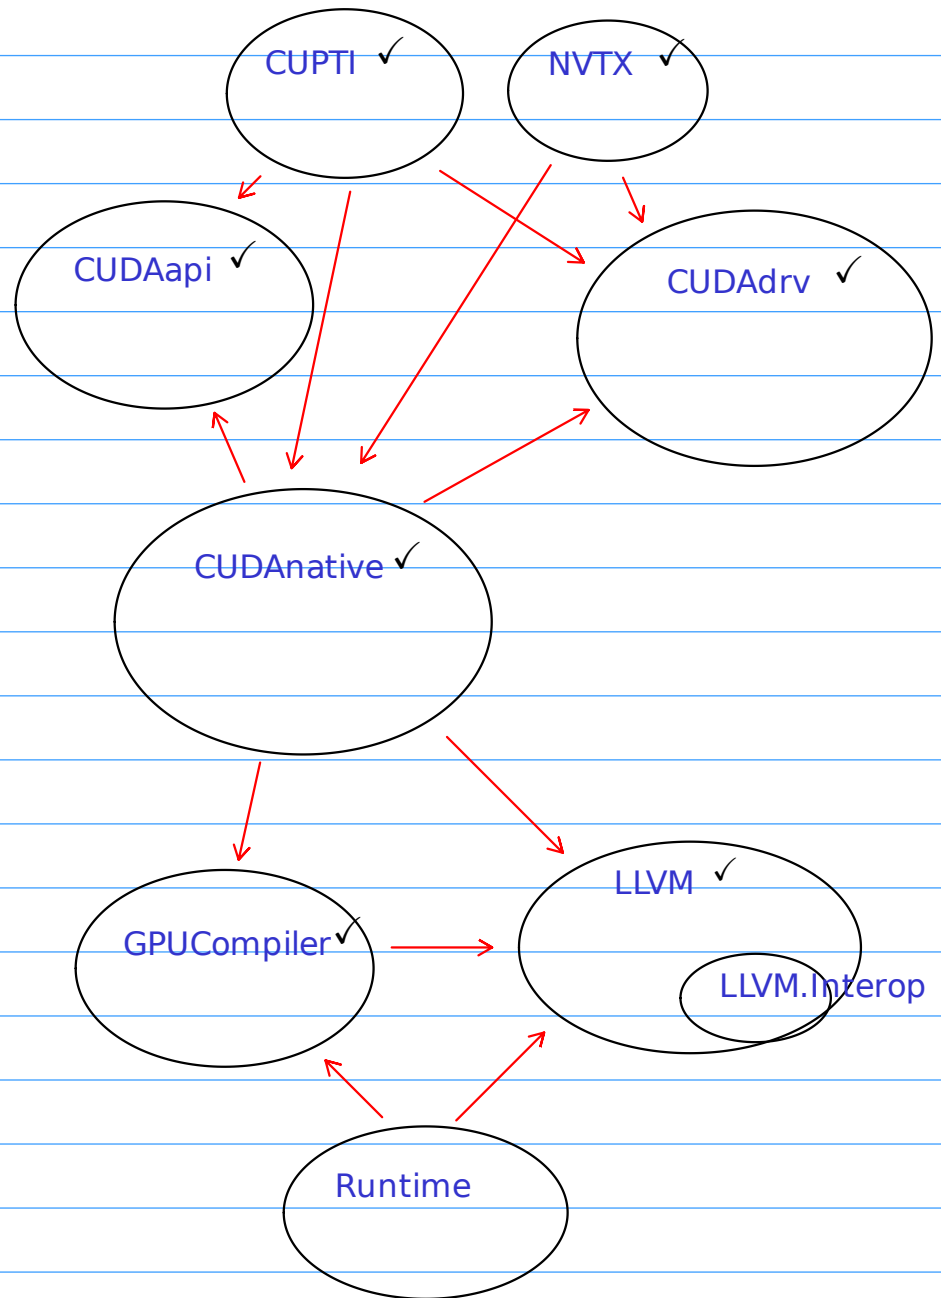 CUPTI ✓
NVTX ✓
CUDAapi ✓
CUDAdrv ✓
CUDAnative ✓
LLVM ✓
GPUCompiler ✓
LLVM.Interop
Runtime